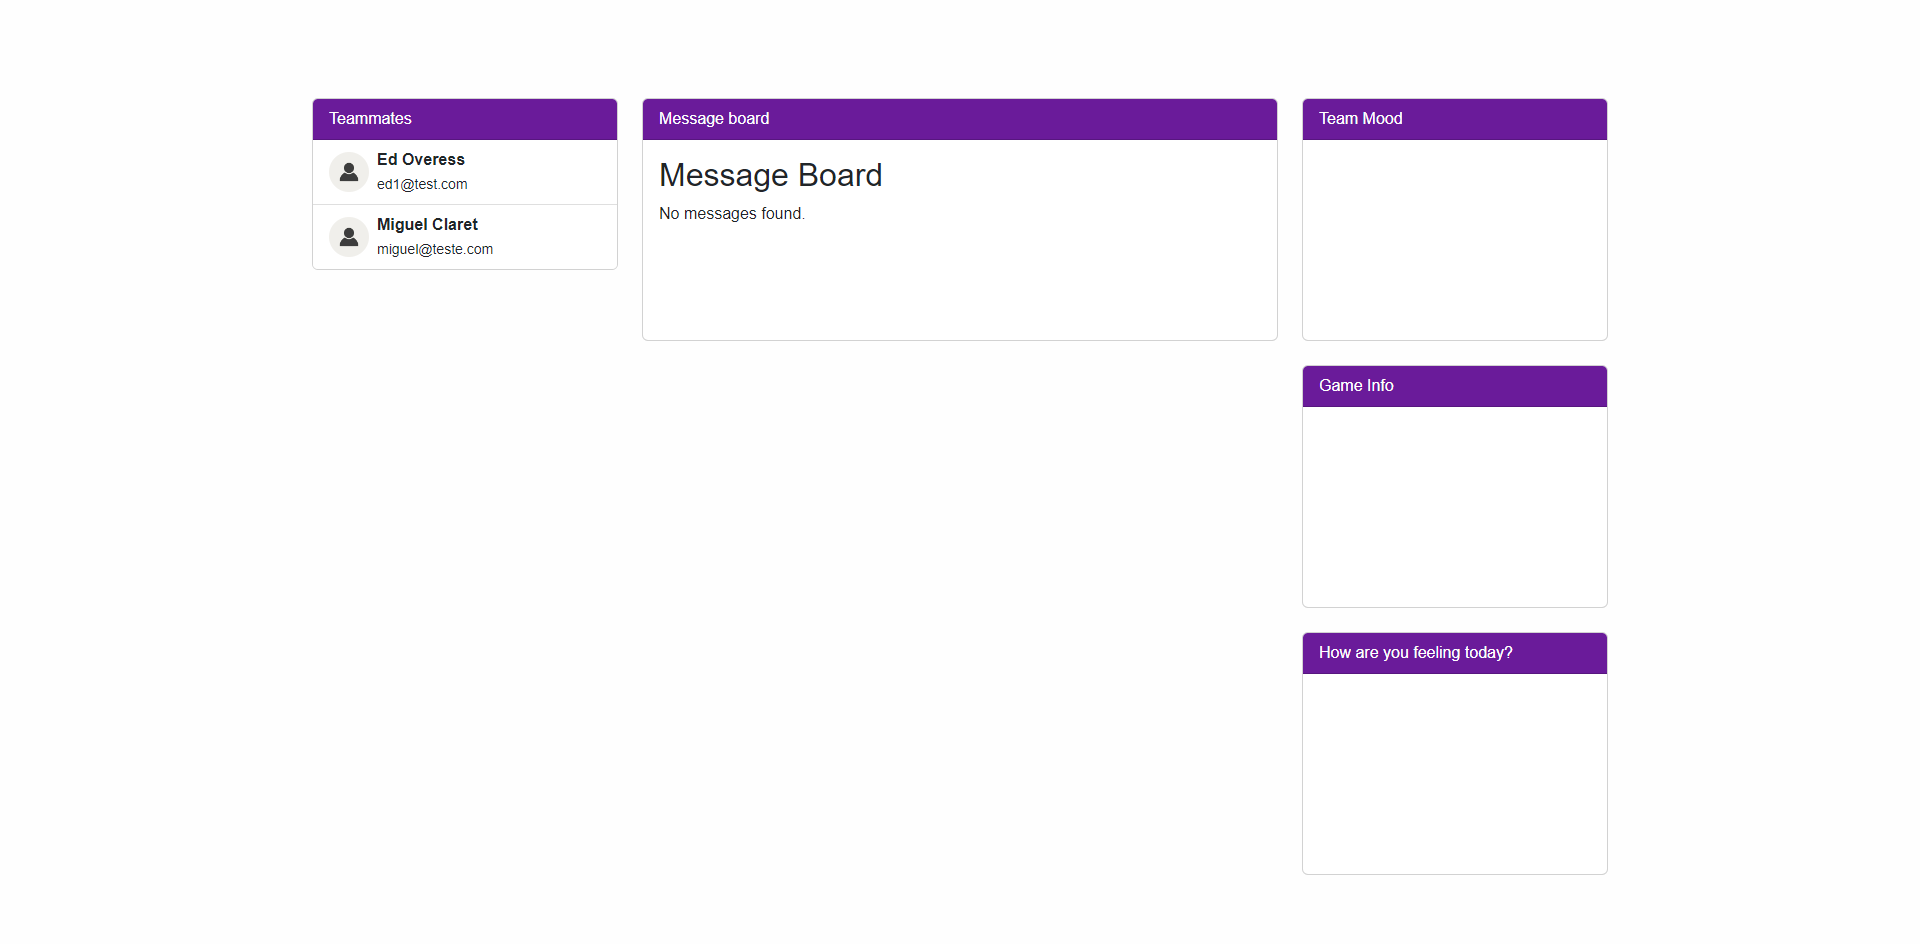 Teammates
Ed Overess
ed1@test.com
Miguel Claret
miguel@teste.com
Message board
Message Board
No messages found.
Team Mood
Game Info
How are you feeling today?